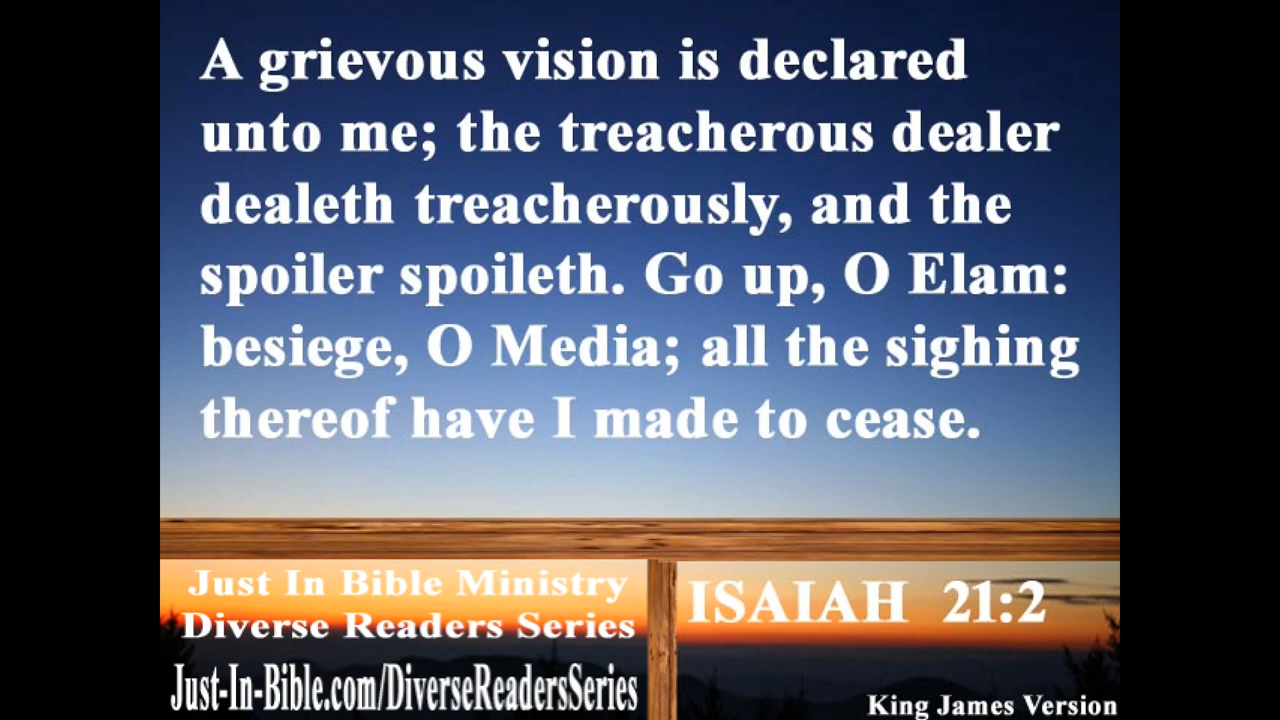 A grievous vision is declared
unto me; the treacherous dealer
dealeth treacherously, and the
spoiler spoileth. Go up, O Elam:
besiege, O Media; all the sighing
thereof have I made to cease.
Just In Bible Ministry
Diverse Readers Series
Just-In-Bible.com/DiverseReadersSeries
ISAIAH 21:2
King James Version